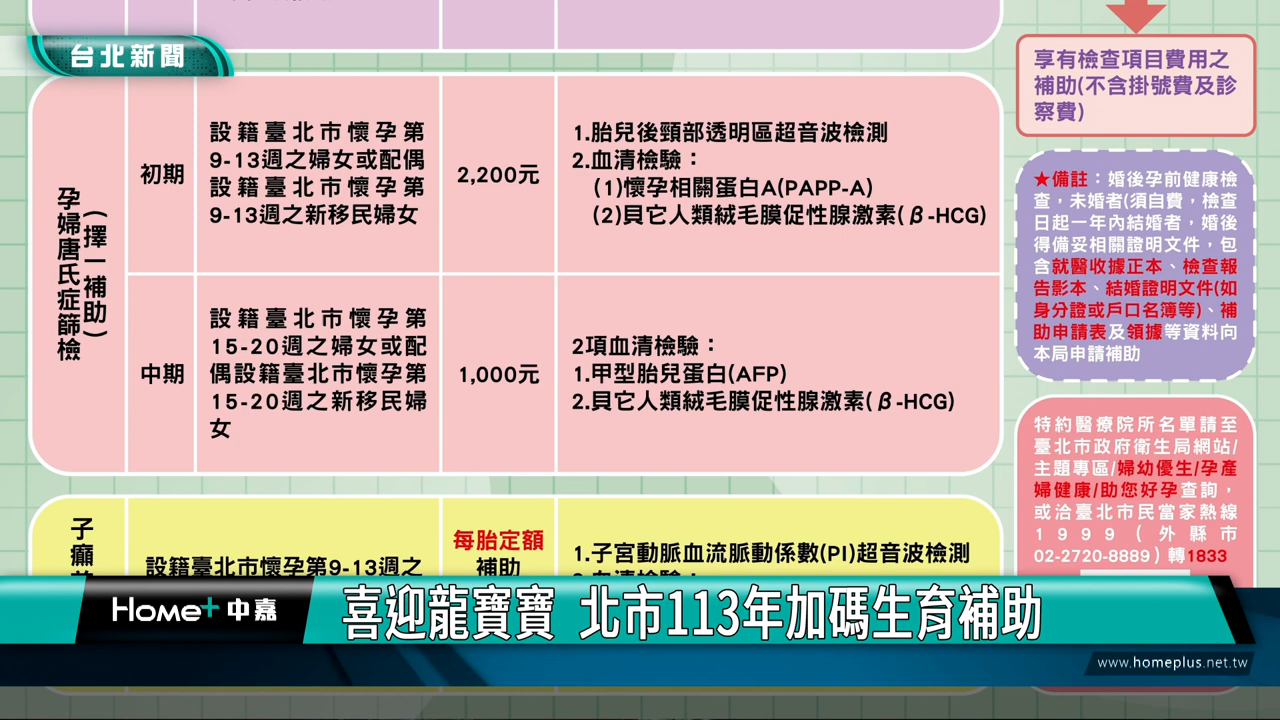 台北新聞
孕婦唐氏症篩檢
(擇一補助)
初期
設籍臺北市懷孕第
9-13週之婦女或配偶
設籍臺北市懷孕第
9-13週之新移民婦女
2,200元
1.胎兒後頸部透明區超音波檢測
2.血清檢驗：
(1)懷孕相關蛋白A(PAPP-A)
(2)貝它人類絨毛膜促性腺激素(β-HCG)
中期
設籍臺北市懷孕第
15-20週之婦女或配
偶設籍臺北市懷孕第
15-20週之新移民婦
女
1,000元
2項血清檢驗：
1.甲型胎兒蛋白(AFP)
2.貝它人類絨毛膜促性腺激素(β-HCG)
子癲
設籍臺北市懷孕第9-13週之
每胎定額
補助
1.子宮動脈血流脈動係數(PI)超音波檢測
享有檢查項目費用之
補助(不含掛號費及診
察費)
★備註：婚後孕前健康檢
查，未婚者(須自費，檢查
日起一年內結婚者，婚後
得備妥相關證明文件，包
含就醫收據正本、檢查報
告影本、結婚證明文件(如
身分證或戶口名簿等)、補
助申請表及領據等資料向
本局申請補助
特約醫療院所名單請至
臺北市政府衛生局網站/
主題專區/婦幼優生/孕產
婦健康/助您好孕查詢，
或洽臺北市民當家熱線
1999(外縣市
02-2720-8889)轉1833
Home+中嘉
喜迎龍寶寶 北市113年加碼生育補助
www.homeplus.net.tw